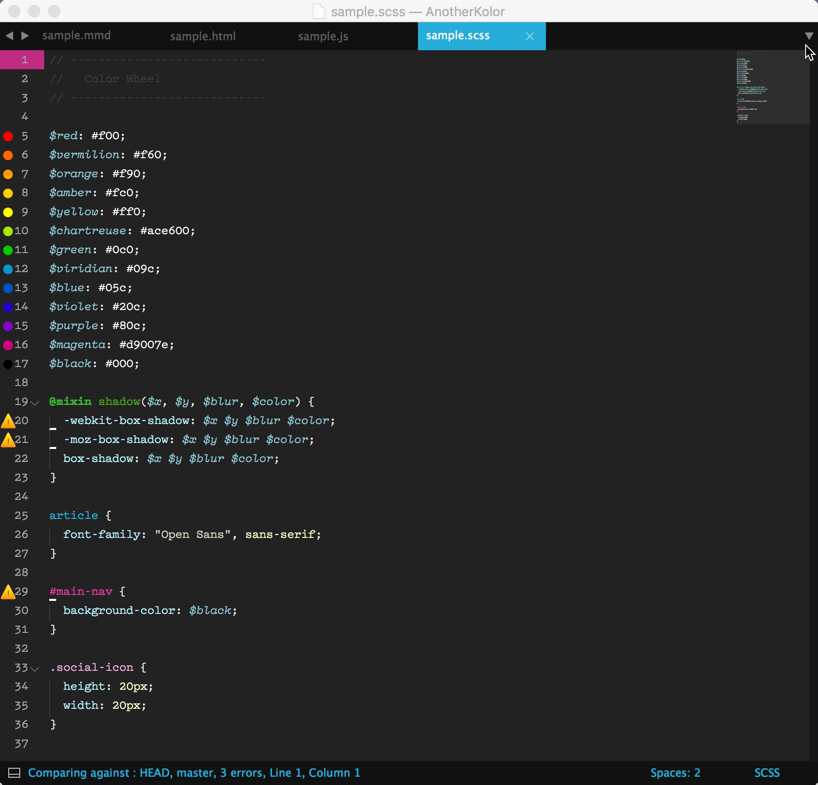 sample.scss — AnotherKolor
sample.mmd sample.html sample.js sample.scss
1 // ----------------------------
2 //   Color Wheel
3 // ----------------------------
4
5 $red: #f00;
6 $vermilion: #f60;
7 $orange: #f90;
8 $amber: #fc0;
9 $yellow: #ff0;
10 $chartreuse: #ace600;
11 $green: #0c0;
12 $viridian: #09c;
13 $blue: #05c;
14 $violet: #20c;
15 $purple: #80c;
16 $magenta: #d9007e;
17 $black: #000;
18
19 @mixin shadow($x, $y, $blur, $color) {
20   -webkit-box-shadow: $x $y $blur $color;
21   -moz-box-shadow: $x $y $blur $color;
22   box-shadow: $x $y $blur $color;
23 }
24
25 article {
26   font-family: "Open Sans", sans-serif;
27 }
28
29 #main-nav {
30   background-color: $black;
31 }
32
33 .social-icon {
34   height: 20px;
35   width: 20px;
36 }
37
Comparing against : HEAD, master, 3 errors, Line 1, Column 1 Spaces: 2 SCSS